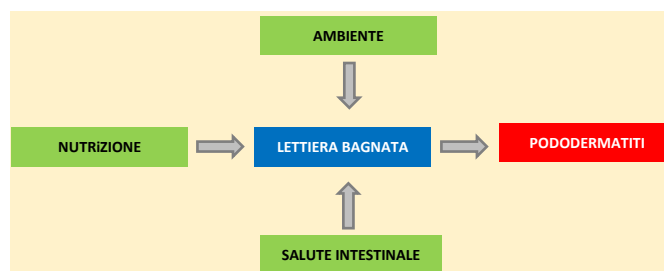 AMBIENTE
NUTRiZIONE
LETTIERA BAGNATA
PODODERMATITI
SALUTE INTESTINALE